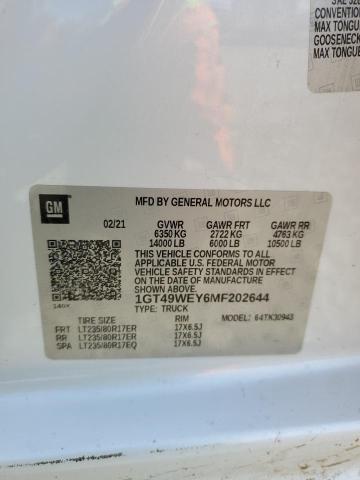 CONVENTION
MAX TONGUE
GOOSENECK
MAX TONGUE
GM
MFD BY GENERAL MOTORS LLC
02/21 GVWR GAWR FRT GAWR RR
6350 KG 2722 KG 4763 KG
14000 LB 6000 LB 10500 LB
THIS VEHICLE CONFORMS TO ALL
APPLICABLE U.S. FEDERAL MOTOR
VEHICLE SAFETY STANDARDS IN
EFFECT ON THE DATE OF
MANUFACTURE SHOWN ABOVE.
1GT49WEY6MF202644
TYPE: TRUCK MODEL: 64TK30943
TIRE SIZE RIM
FRT LT235/80R17ER 17X6.5J
RR LT235/80R17ER 17X6.5J
SPA LT235/80R17EQ 17X6.5J